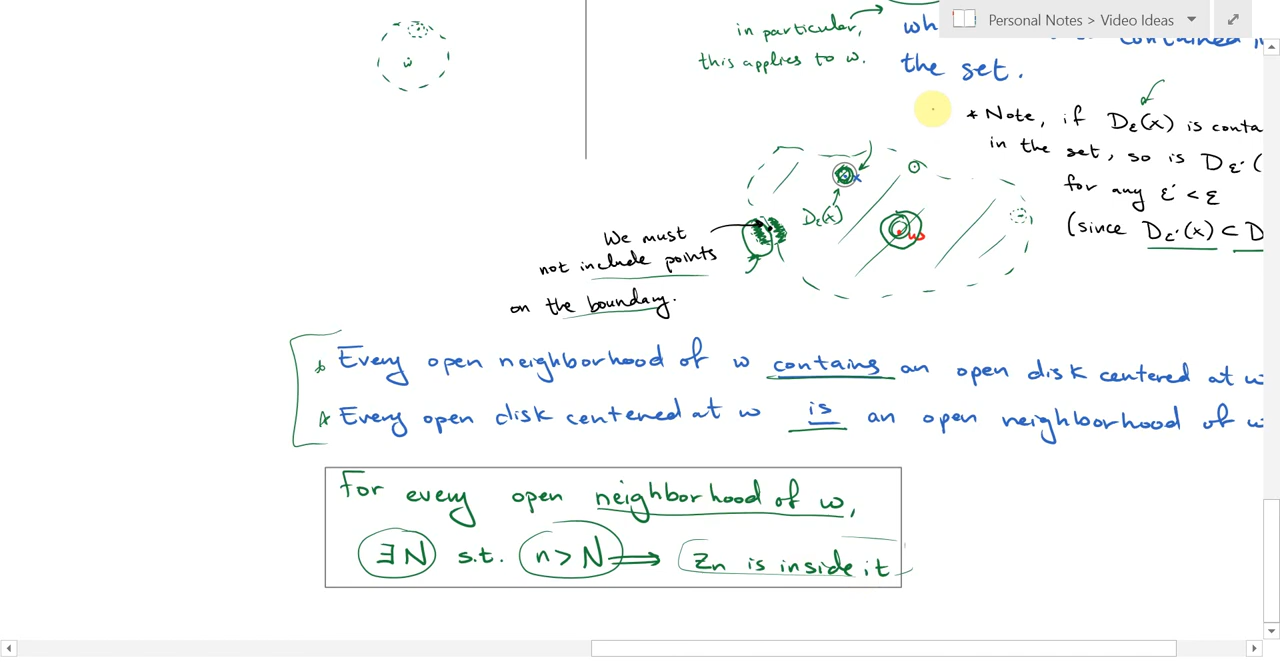 Personal Notes > Video Ideas
in particular,
this applies to w.
contained i
the set.
w
* Note, if Dε(x) is conta
in the set, so is Dε'(
for any ε' < ε
(since Dε'(x) ⊂ D
x
Dε(x)
w
We must
not include points
on the boundary.
Every open neighborhood of w contains an open disk centered at w
Every open disk centered at w is an open neighborhood of w
For every open neighborhood of w,
∃N s.t. n > N ⟹ Zn is inside it